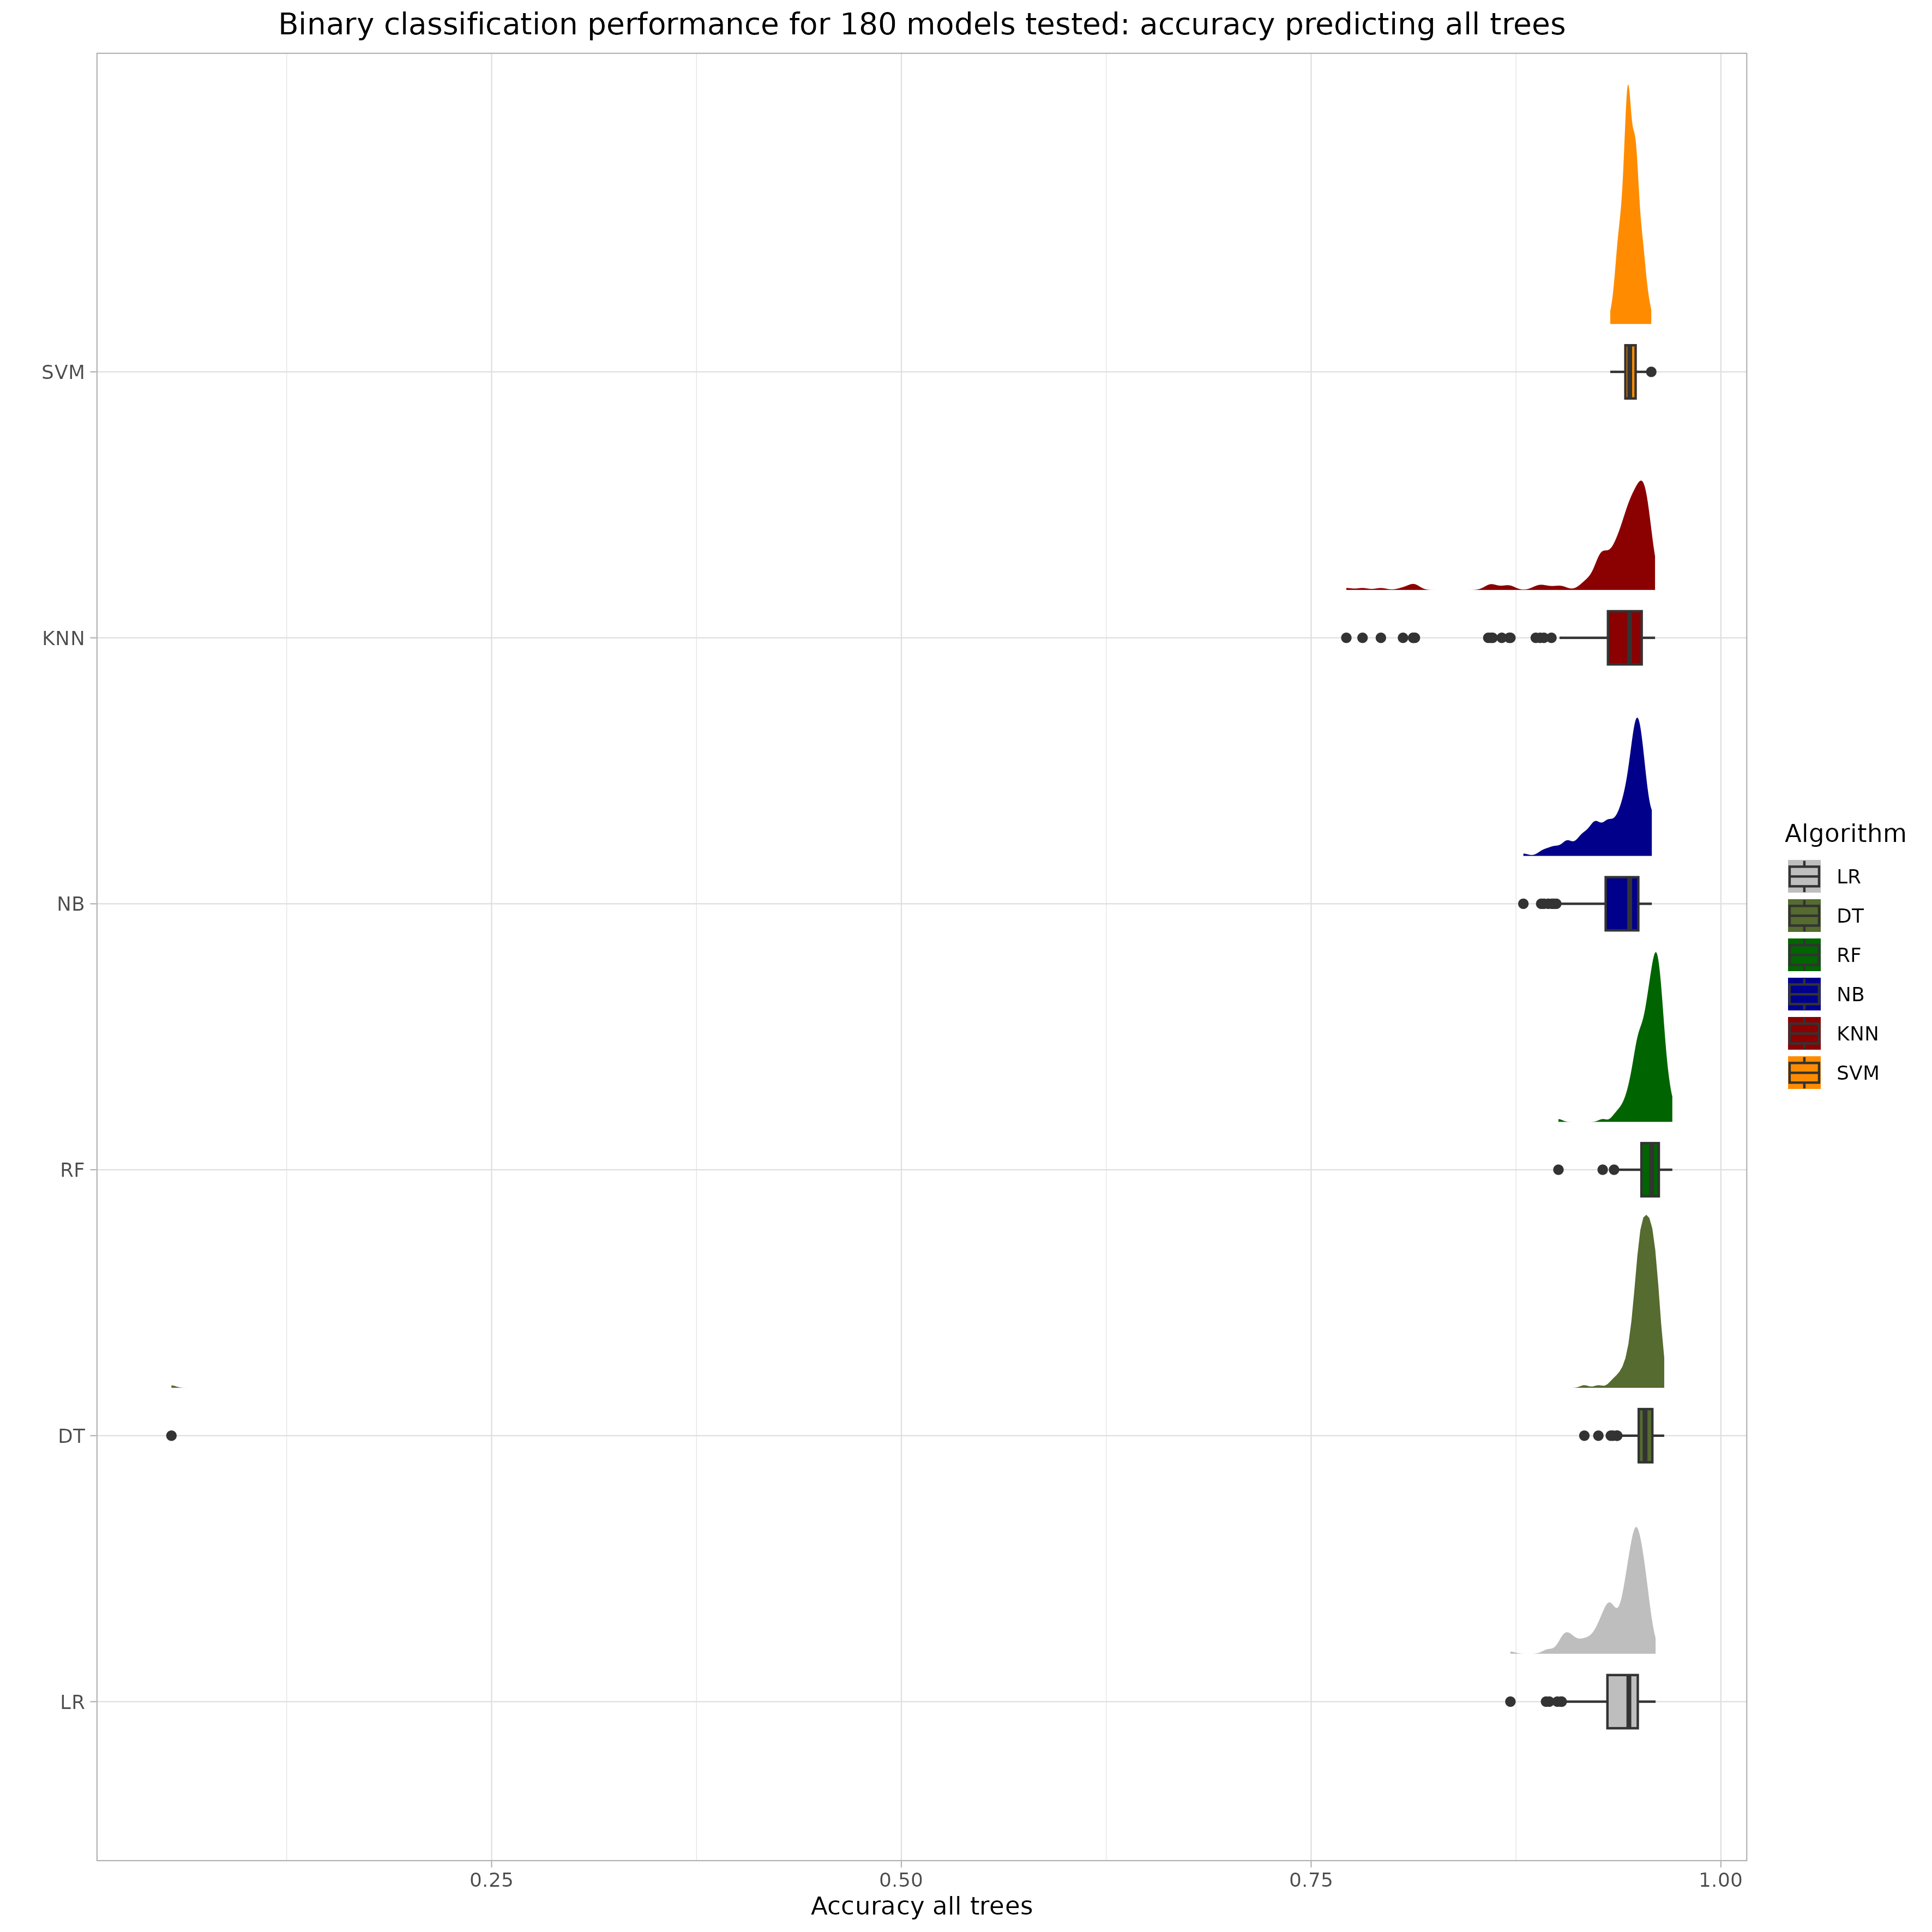 Binary classification performance for 180 models tested: accuracy predicting all trees
SVM
KNN
NB
RF
DT
LR
0.25 0.50 0.75 1.00
Accuracy all trees
Algorithm
LR
DT
RF
NB
KNN
SVM